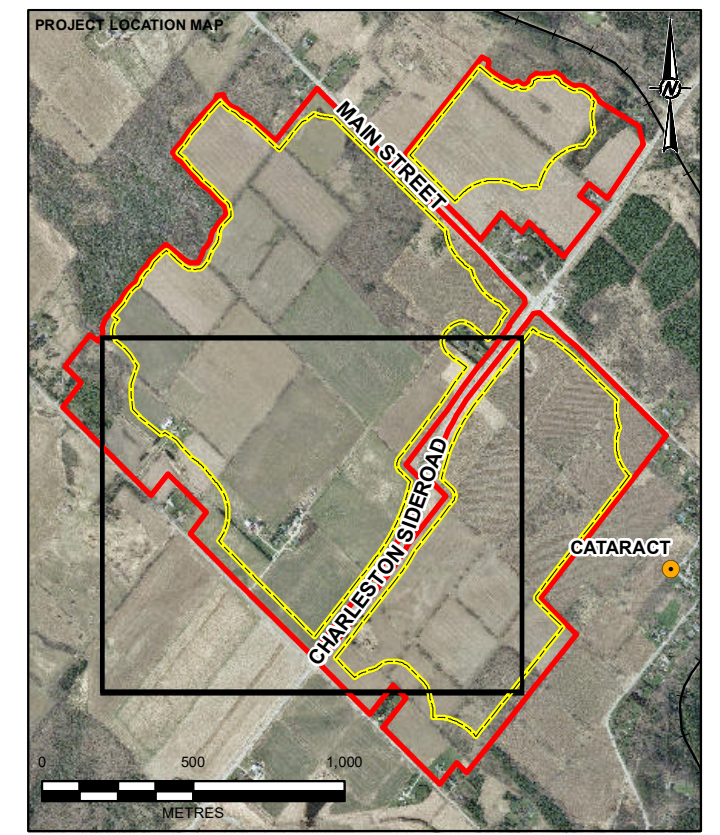 PROJECT LOCATION MAP
N
MAIN STREET
CHARLESTON SIDEROAD
CATARACT
0 500 1,000
METRES